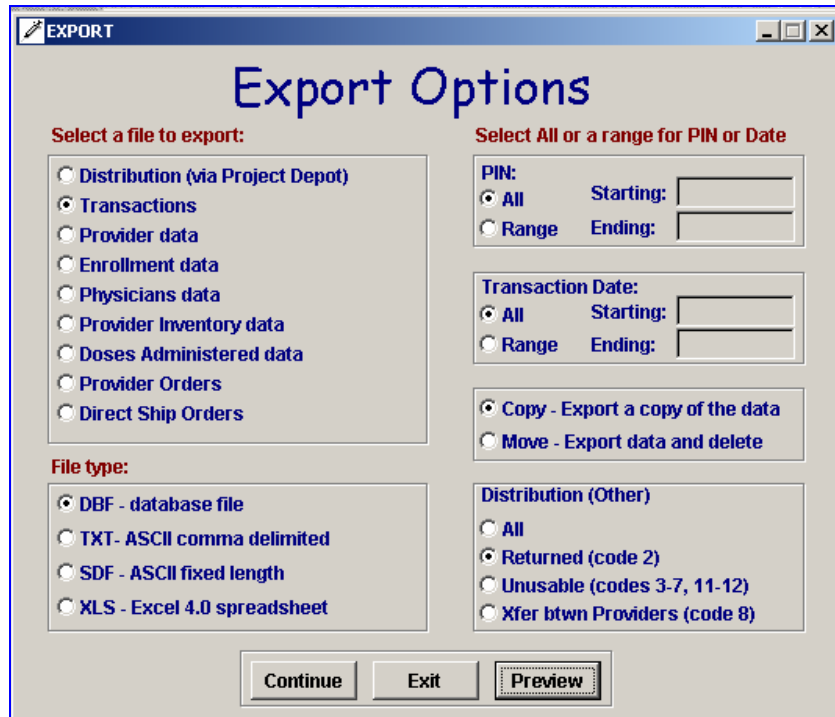 EXPORT
Export Options
Select a file to export:
Distribution (via Project Depot)
Transactions
Provider data
Enrollment data
Physicians data
Provider Inventory data
Doses Administered data
Provider Orders
Direct Ship Orders
File type:
DBF - database file
TXT- ASCII comma delimited
SDF - ASCII fixed length
XLS - Excel 4.0 spreadsheet
Select All or a range for PIN or Date
PIN:
All Starting:
Range Ending:
Transaction Date:
All Starting:
Range Ending:
Copy - Export a copy of the data
Move - Export data and delete
Distribution (Other)
All
Returned (code 2)
Unusable (codes 3-7, 11-12)
Xfer btwn Providers (code 8)
Continue Exit Preview